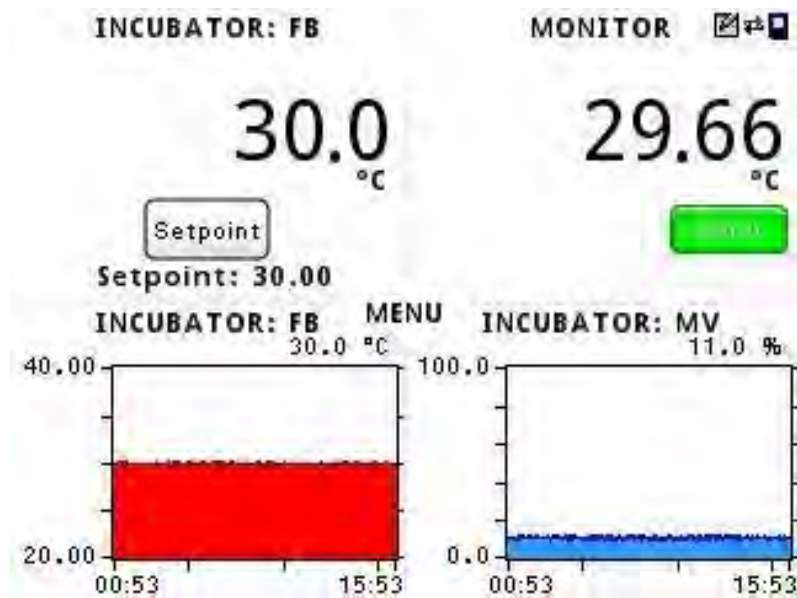 INCUBATOR: FB
MONITOR
30.0
°C
29.66
°C
Setpoint
Setpoint: 30.00
MENU
INCUBATOR: FB
30.0 °C
40.00
20.00
00:53
15:53
INCUBATOR: MV
11.0 %
100.0
0.0
00:53
15:53